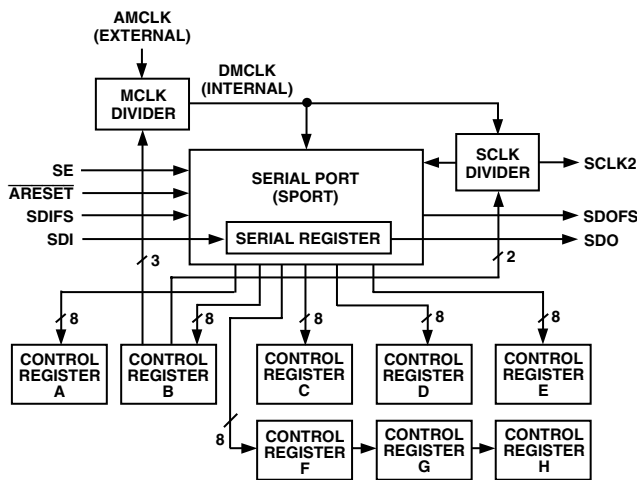 AMCLK
(EXTERNAL)
DMCLK
(INTERNAL)
MCLK
DIVIDER
SE
ARESET
SDIFS
SDI
SERIAL PORT
(SPORT)
SERIAL REGISTER
SCLK
DIVIDER
SCLK2
SDOFS
SDO
3
2
8
8
8
8
8
CONTROL
REGISTER
A
CONTROL
REGISTER
B
CONTROL
REGISTER
C
CONTROL
REGISTER
D
CONTROL
REGISTER
E
8
CONTROL
REGISTER
F
CONTROL
REGISTER
G
CONTROL
REGISTER
H